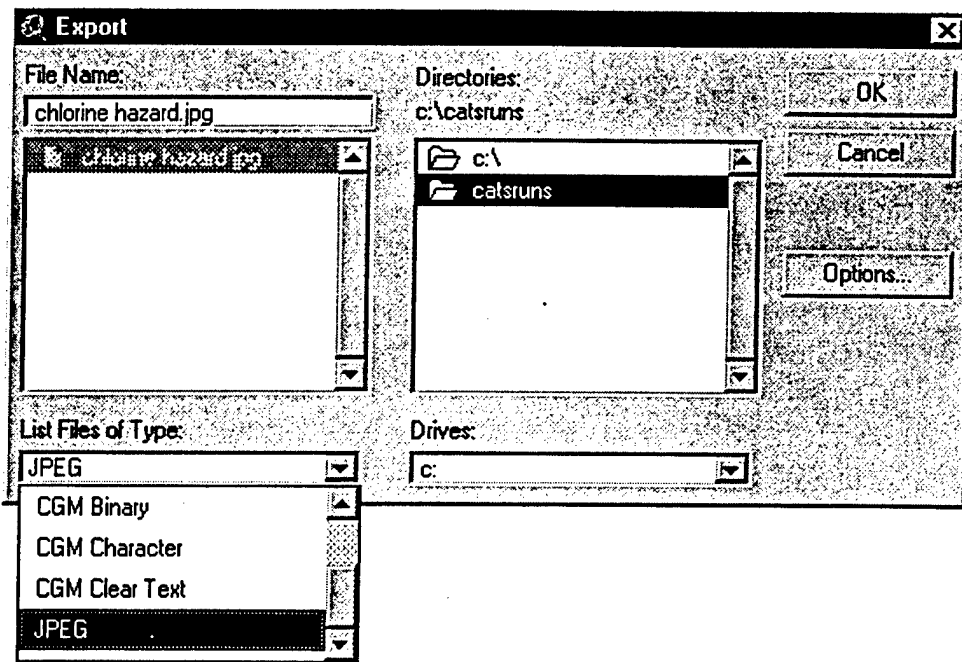 Export
File Name:
chlorine hazard.jpg
chlorine hazard.jpg
Directories:
c:\catsruns
c:\
catsruns
OK
Cancel
Options...
List Files of Type:
JPEG
CGM Binary
CGM Character
CGM Clear Text
JPEG
Drives:
c: